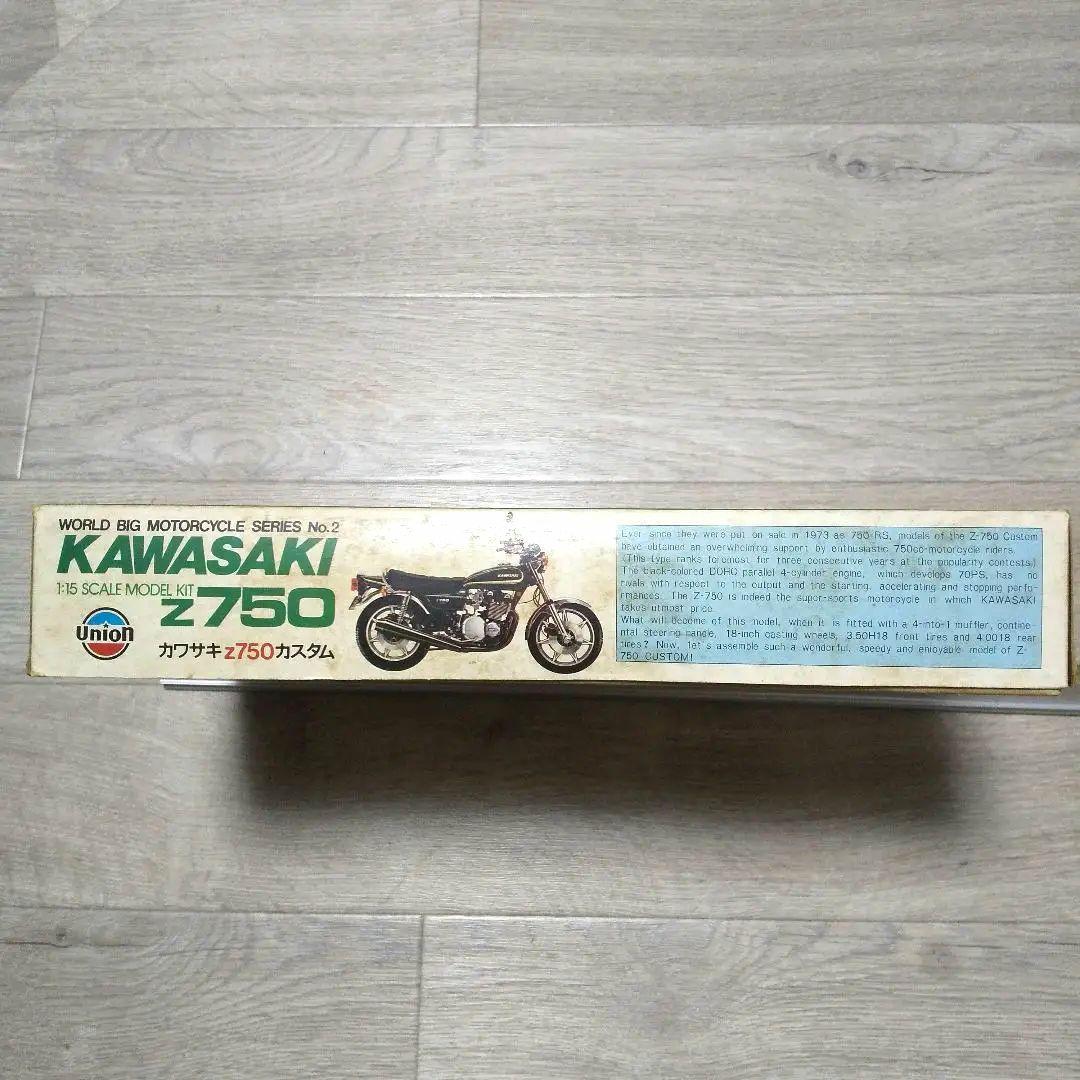 WORLD BIG MOTORCYCLE SERIES No.2
KAWASAKI
1:15 SCALE MODEL KIT
z750
union
カワサキz750カスタム
KAWASAKI
Ever since they were put on sale in 1973 as 750-RS, models of the Z-750 Custom
have obtained an overwhelming support by enthusiastic 750cc-motorcycle riders.
(This type ranks foremost for three consecutive years at the popularity contests.)
The black-colored DOHC parallel 4-cylinder engine, which develops 70PS, has no
rivals with respect to the output and the starting, accelerating and stopping perfo-
rmances. The Z-750 is indeed the super-sports motorcycle in which KAWASAKI
takes utmost price.
What will become of this model, when it is fitted with a 4-into-1 muffler, contine-
ntal steering handle, 18-inch casting wheels, 3.50H18 front tires and 4.0018 rear
tires? Now, let's assemble such a wonderful, speedy and enjoyable model of Z-
750 CUSTOM!